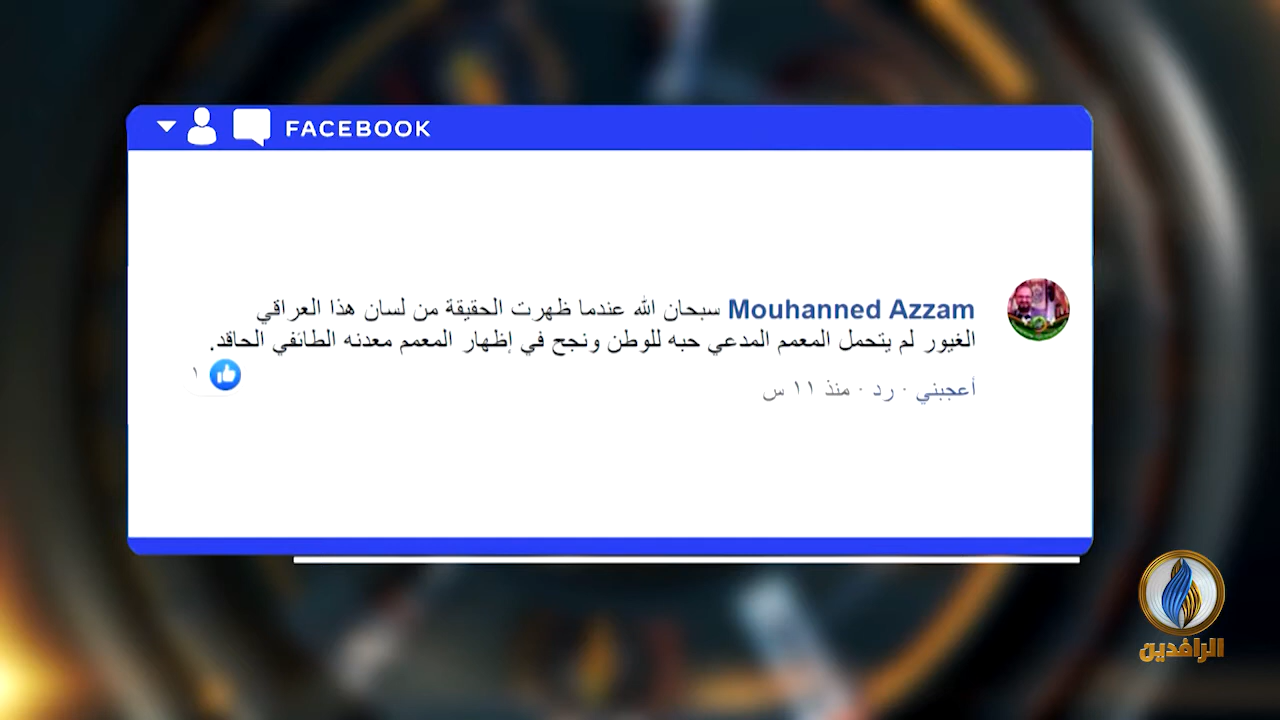 FACEBOOK
Mouhanned Azzam سبحان الله عندما ظهرت الحقيقة من لسان هذا العراقي
الغيور لم يتحمل المعمم المدعي حبه للوطن ونجح في إظهار المعمم معدنه الطائفي الحاقد.
١
أعجبني · رد · منذ ١١ س
الرافدين